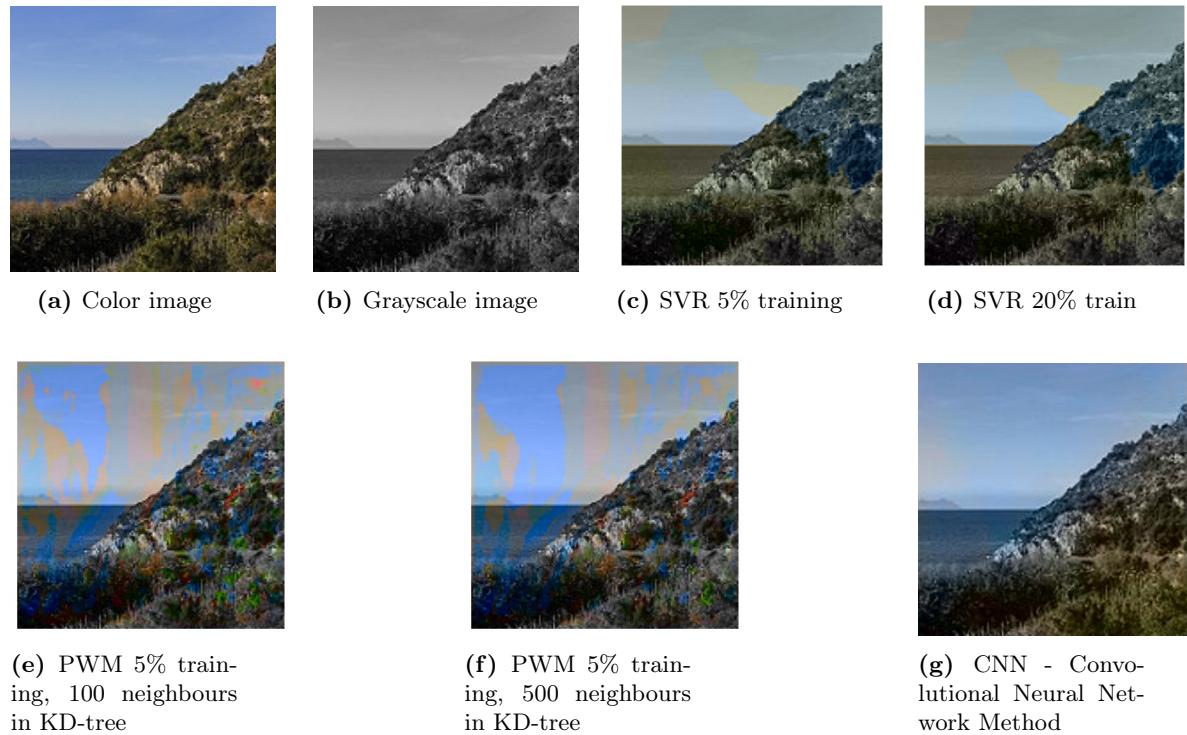 (a) Color image
(b) Grayscale image
(c) SVR 5% training
(d) SVR 20% train
(e) PWM 5% train-
ing, 100 neighbours
in KD-tree
(f) PWM 5% train-
ing, 500 neighbours
in KD-tree
(g) CNN - Convo-
lutional Neural Net-
work Method